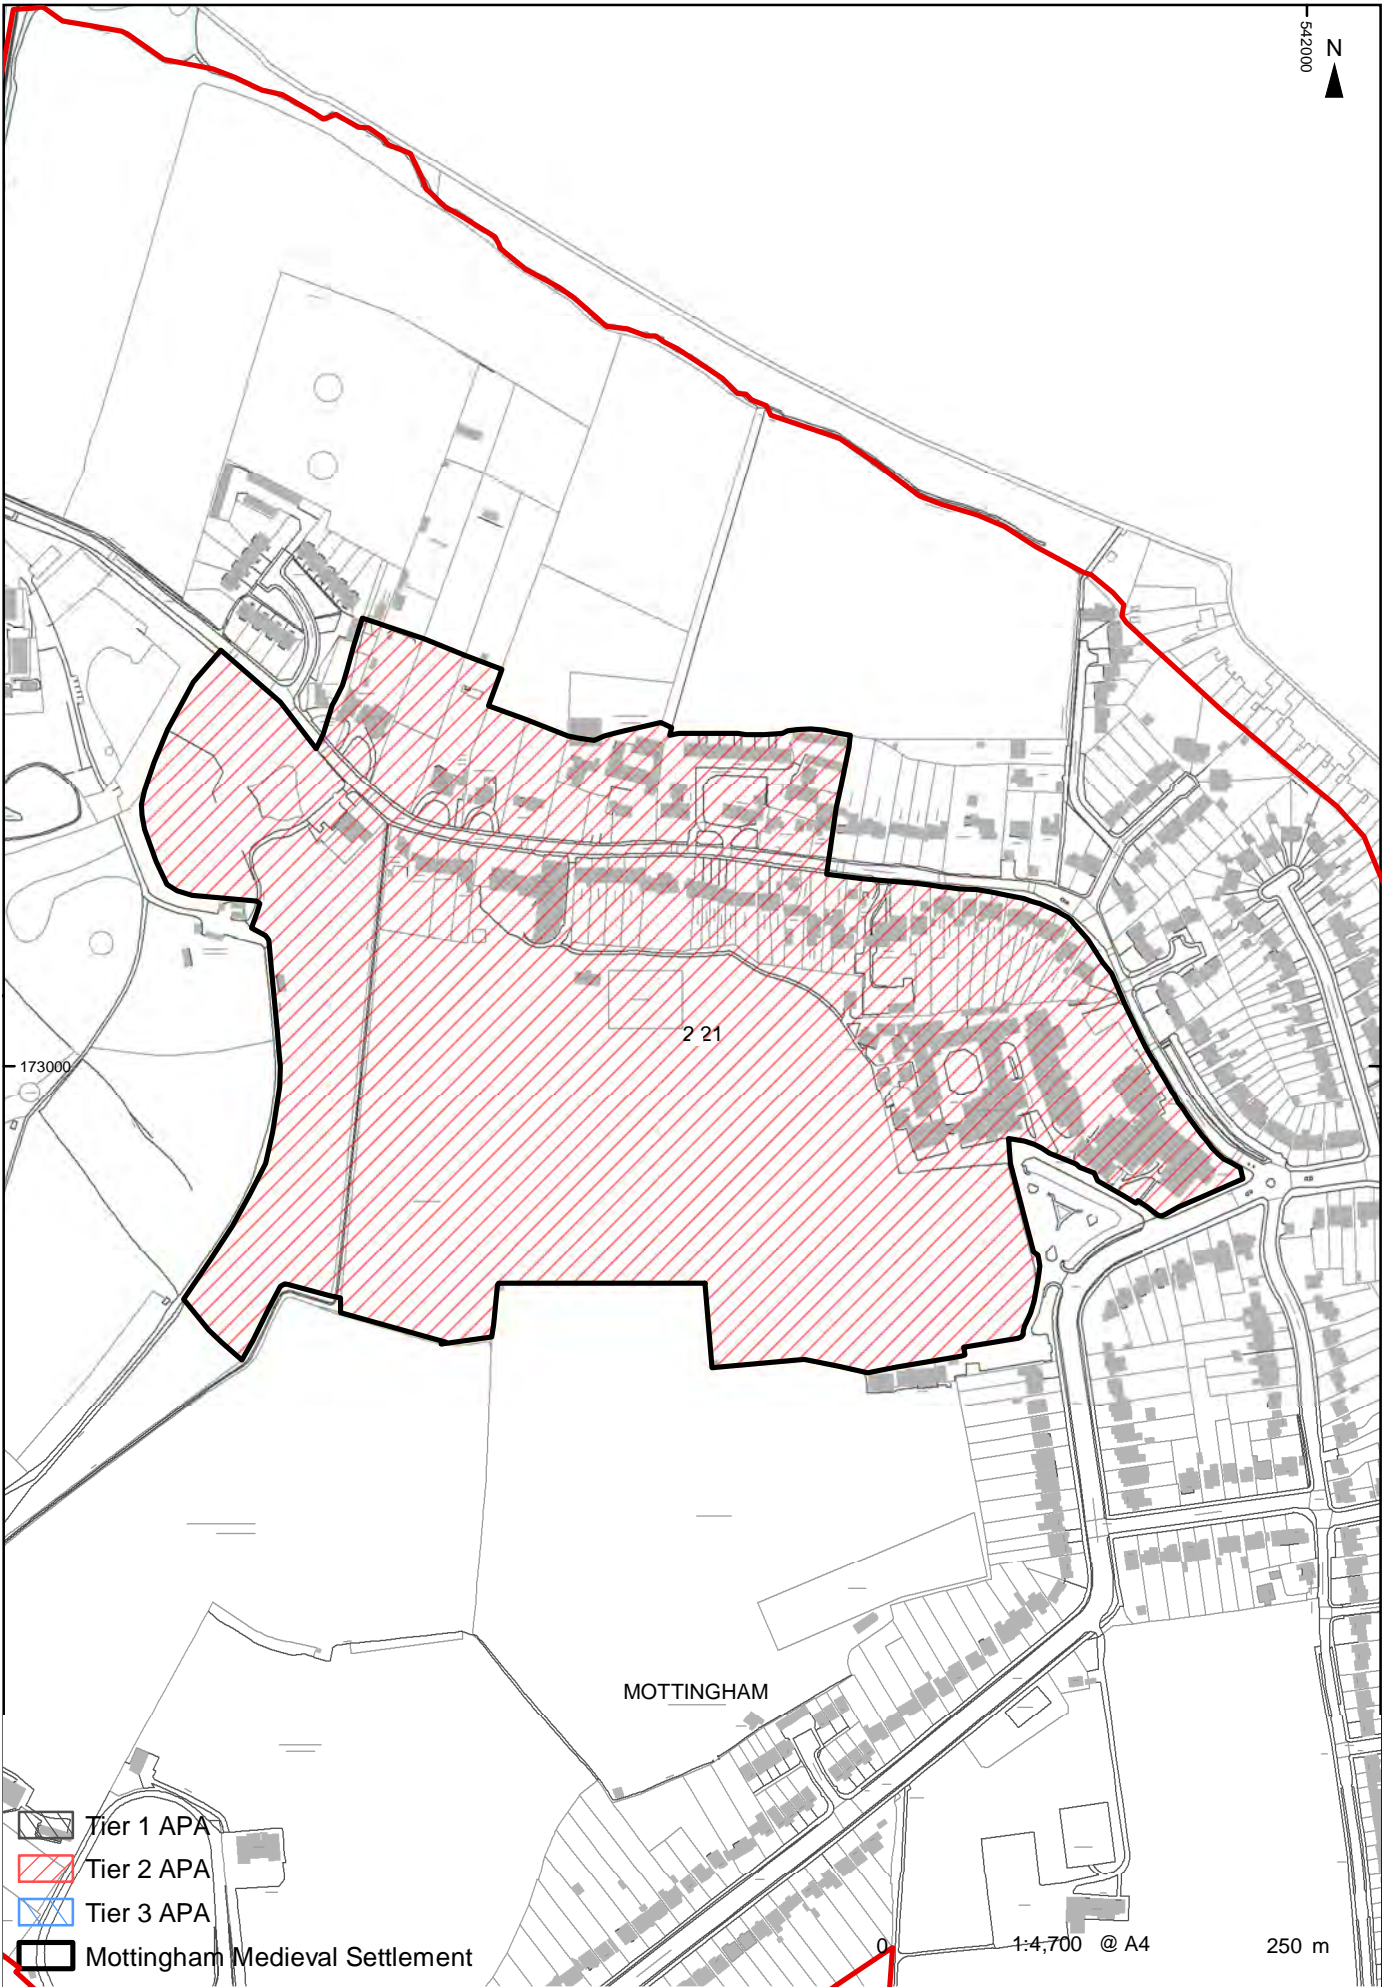 542000
N
2 21
173000
MOTTINGHAM
Tier 1 APA
Tier 2 APA
Tier 3 APA
Mottingham Medieval Settlement
0 1:4,700 @ A4 250 m